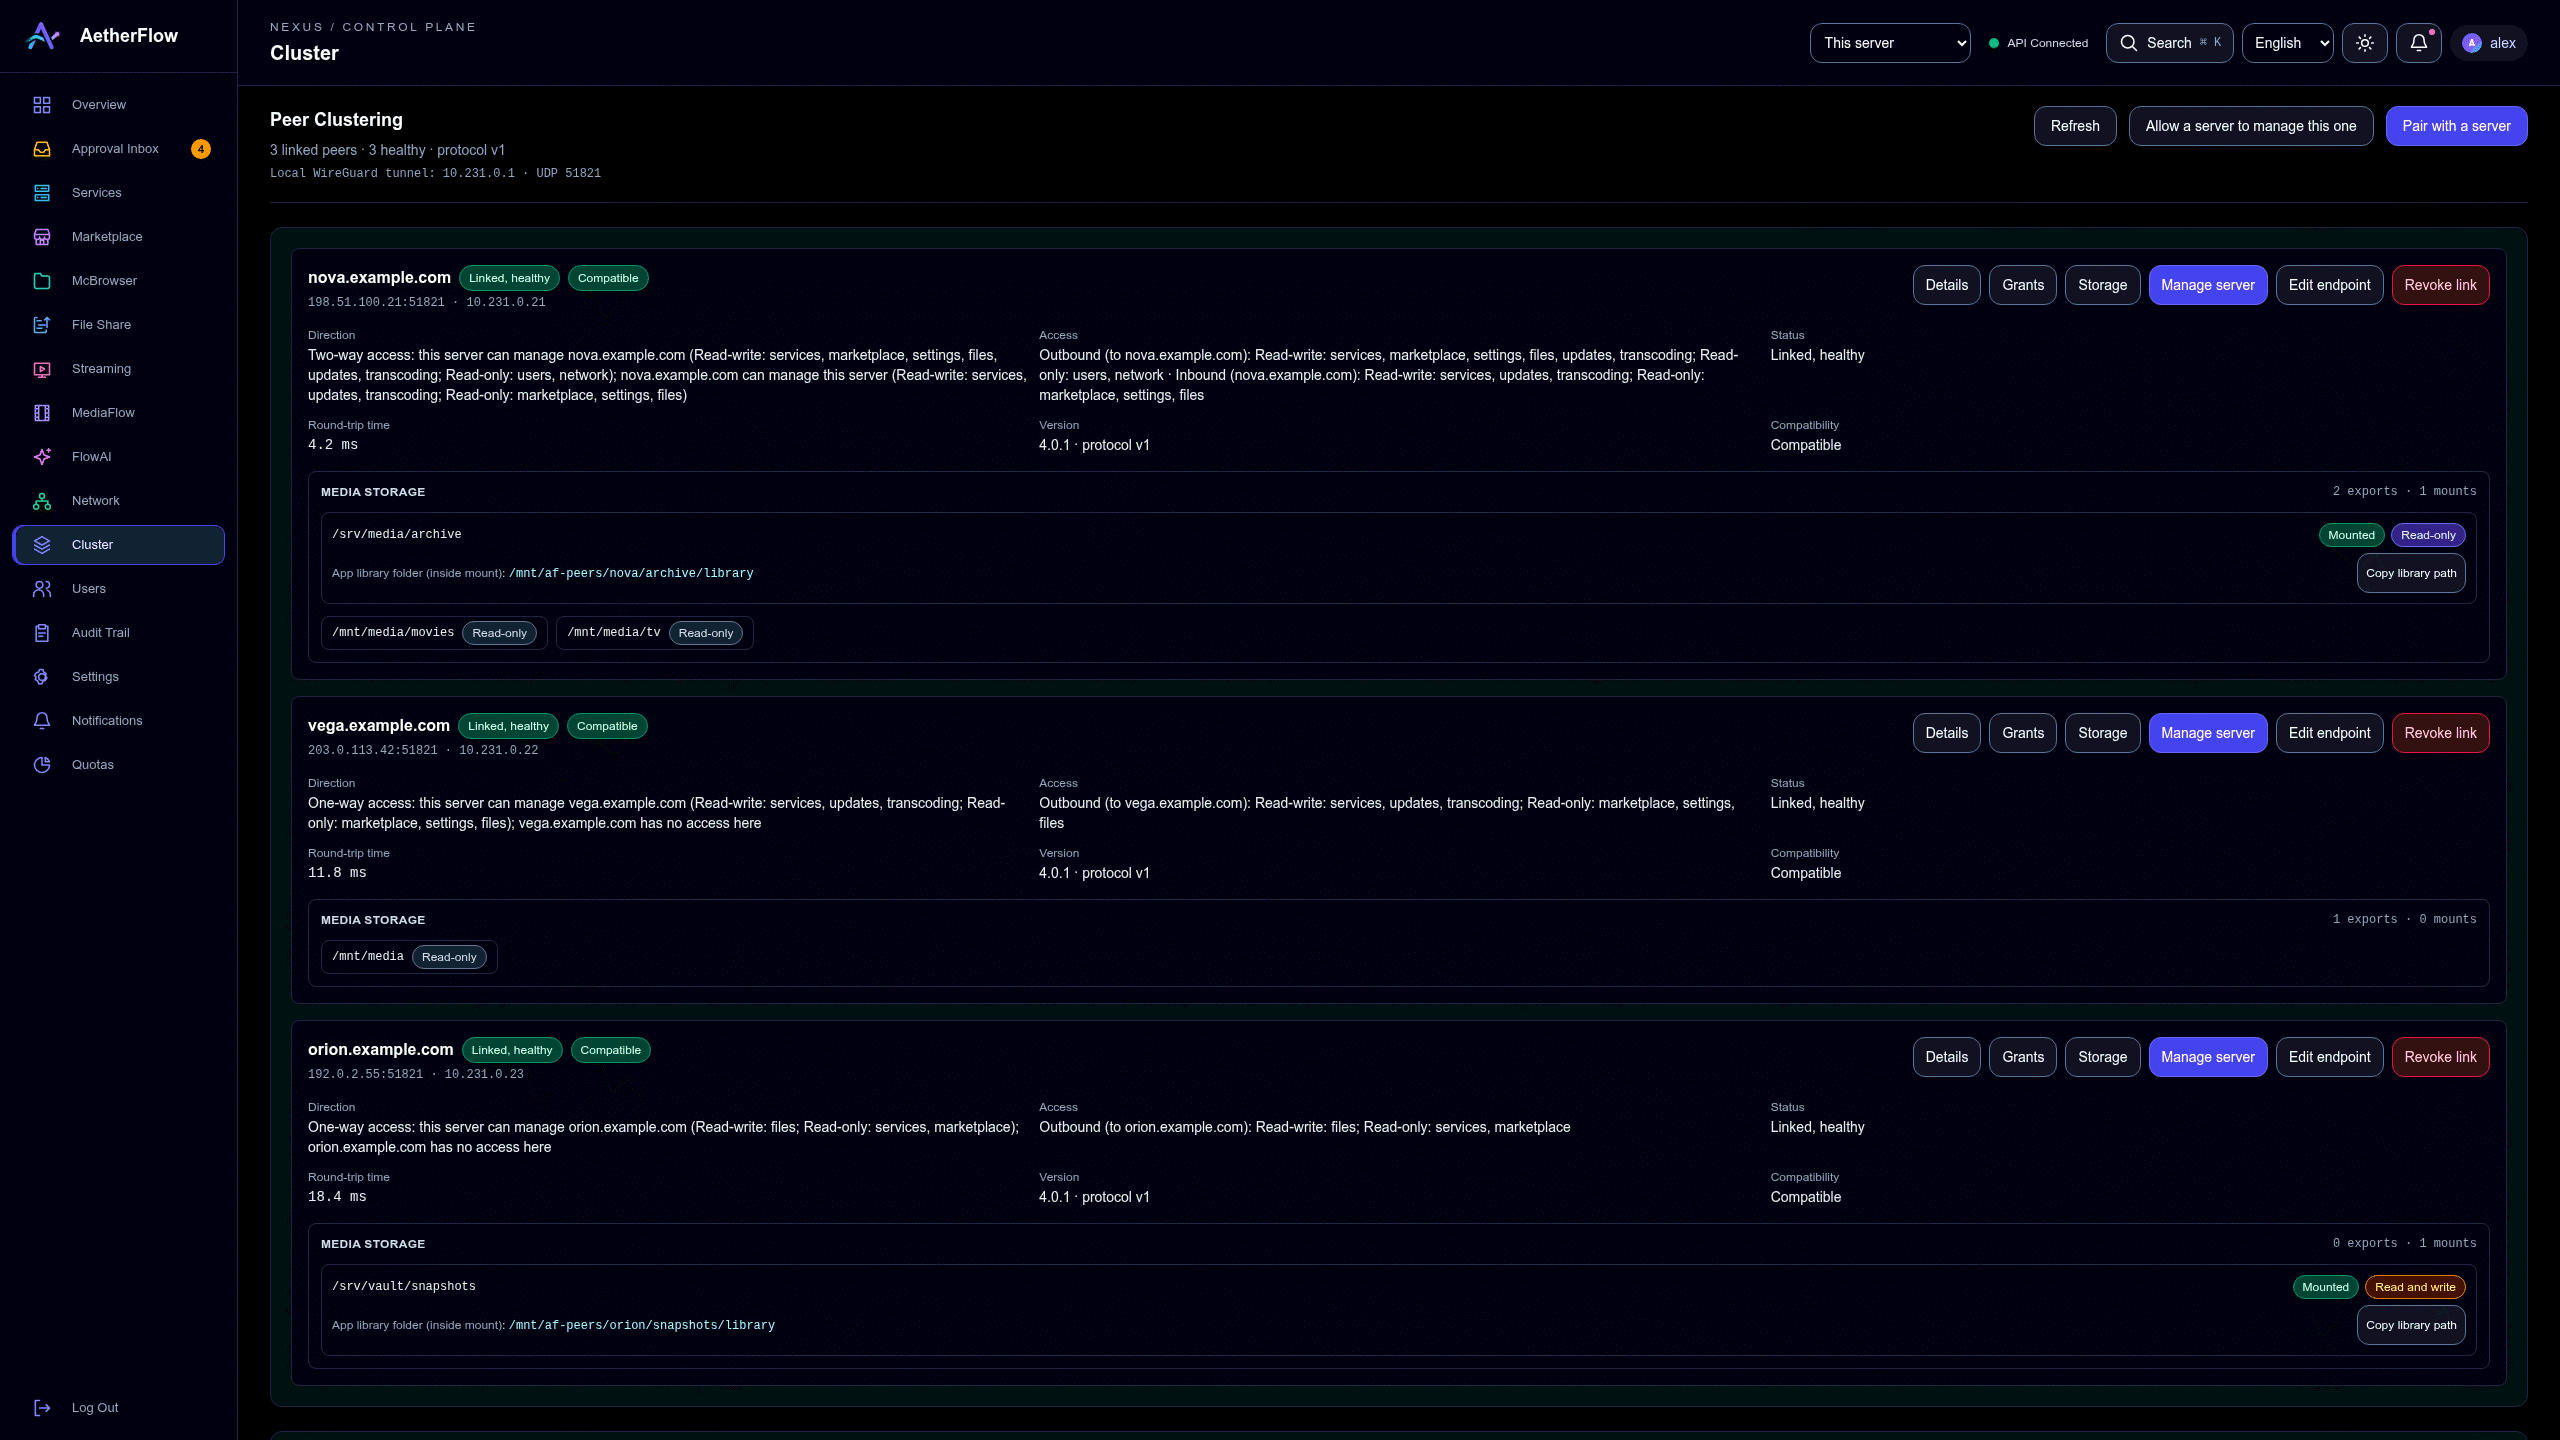 AetherFlow
Overview
Approval Inbox 4
Services
Marketplace
McBrowser
File Share
Streaming
MediaFlow
FlowAI
Network
Cluster
Users
Audit Trail
Settings
Notifications
Quotas
Log Out
NEXUS / CONTROL PLANE
Cluster
This server
API Connected
Search ⌘ K
English
A alex
Peer Clustering
3 linked peers · 3 healthy · protocol v1
Local WireGuard tunnel: 10.231.0.1 · UDP 51821
Refresh
Allow a server to manage this one
Pair with a server
nova.example.com Linked, healthy Compatible
198.51.100.21:51821 · 10.231.0.21
Details Grants Storage Manage server Edit endpoint Revoke link
Direction
Two-way access: this server can manage nova.example.com (Read-write: services, marketplace, settings, files,
updates, transcoding; Read-only: users, network); nova.example.com can manage this server (Read-write: services,
updates, transcoding; Read-only: marketplace, settings, files)
Access
Outbound (to nova.example.com): Read-write: services, marketplace, settings, files, updates, transcoding; Read-
only: users, network · Inbound (nova.example.com): Read-write: services, updates, transcoding; Read-only:
marketplace, settings, files
Status
Linked, healthy
Round-trip time
4.2 ms
Version
4.0.1 · protocol v1
Compatibility
Compatible
MEDIA STORAGE
2 exports · 1 mounts
/srv/media/archive
Mounted Read-only
App library folder (inside mount): /mnt/af-peers/nova/archive/library
Copy library path
/mnt/media/movies Read-only /mnt/media/tv Read-only
vega.example.com Linked, healthy Compatible
203.0.113.42:51821 · 10.231.0.22
Details Grants Storage Manage server Edit endpoint Revoke link
Direction
One-way access: this server can manage vega.example.com (Read-write: services, updates, transcoding; Read-
only: marketplace, settings, files); vega.example.com has no access here
Access
Outbound (to vega.example.com): Read-write: services, updates, transcoding; Read-only: marketplace, settings,
files
Status
Linked, healthy
Round-trip time
11.8 ms
Version
4.0.1 · protocol v1
Compatibility
Compatible
MEDIA STORAGE
1 exports · 0 mounts
/mnt/media Read-only
orion.example.com Linked, healthy Compatible
192.0.2.55:51821 · 10.231.0.23
Details Grants Storage Manage server Edit endpoint Revoke link
Direction
One-way access: this server can manage orion.example.com (Read-write: files; Read-only: services, marketplace);
orion.example.com has no access here
Access
Outbound (to orion.example.com): Read-write: files; Read-only: services, marketplace
Status
Linked, healthy
Round-trip time
18.4 ms
Version
4.0.1 · protocol v1
Compatibility
Compatible
MEDIA STORAGE
0 exports · 1 mounts
/srv/vault/snapshots
Mounted Read and write
App library folder (inside mount): /mnt/af-peers/orion/snapshots/library
Copy library path